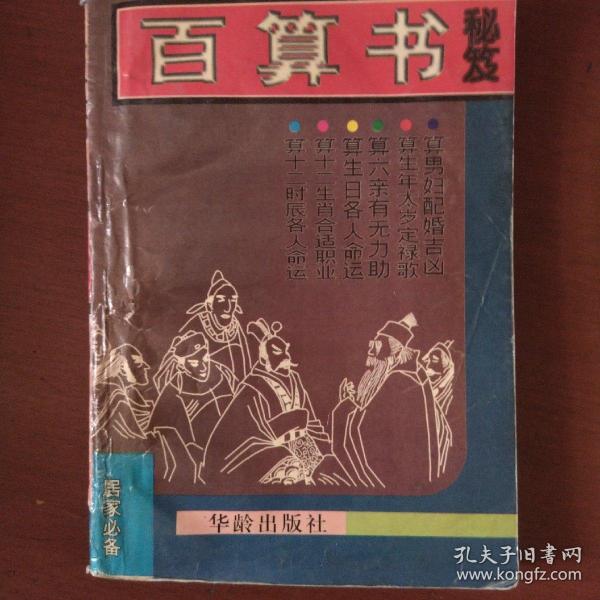 百算书
秘笈
算男妇配婚吉凶
算生年太岁定禄歌
算六亲有无力助
算生日各人命运
算十二生肖合适职业
算十二时辰各人命运
居家必备
华龄出版社
孔夫子旧书网
www.kongfz.com